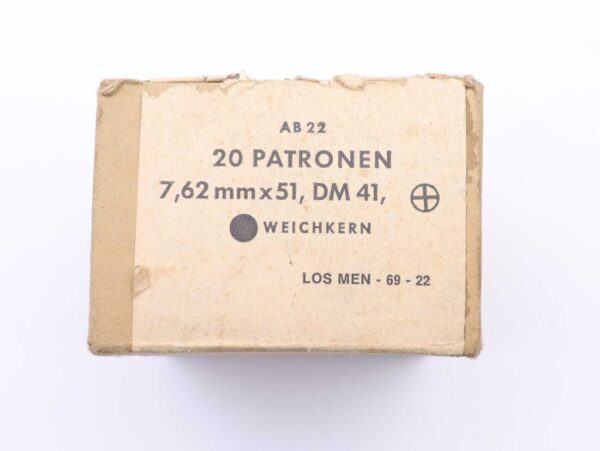 AB 22
20 PATRONEN
7,62 mm x 51, DM 41,
WEICHKERN
LOS MEN - 69 - 22